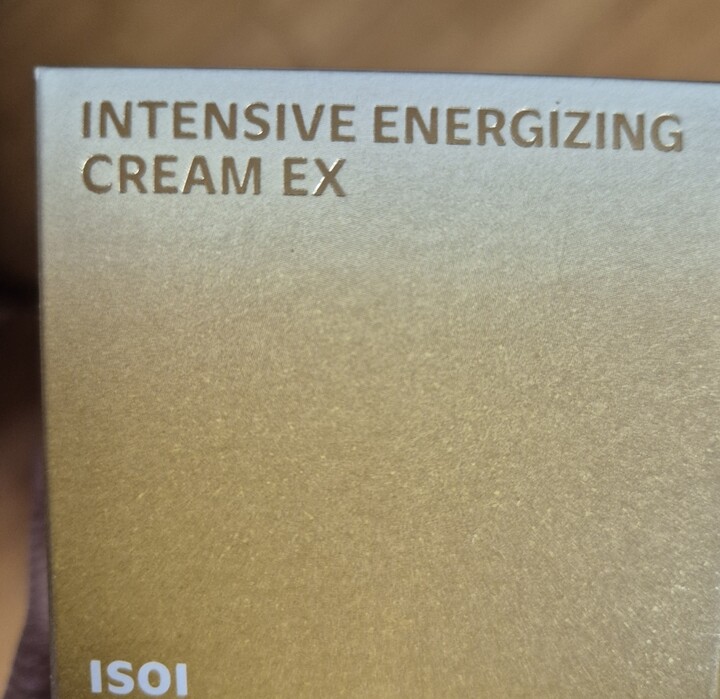 INTENSIVE ENERGIZING
CREAM EX
ISOI